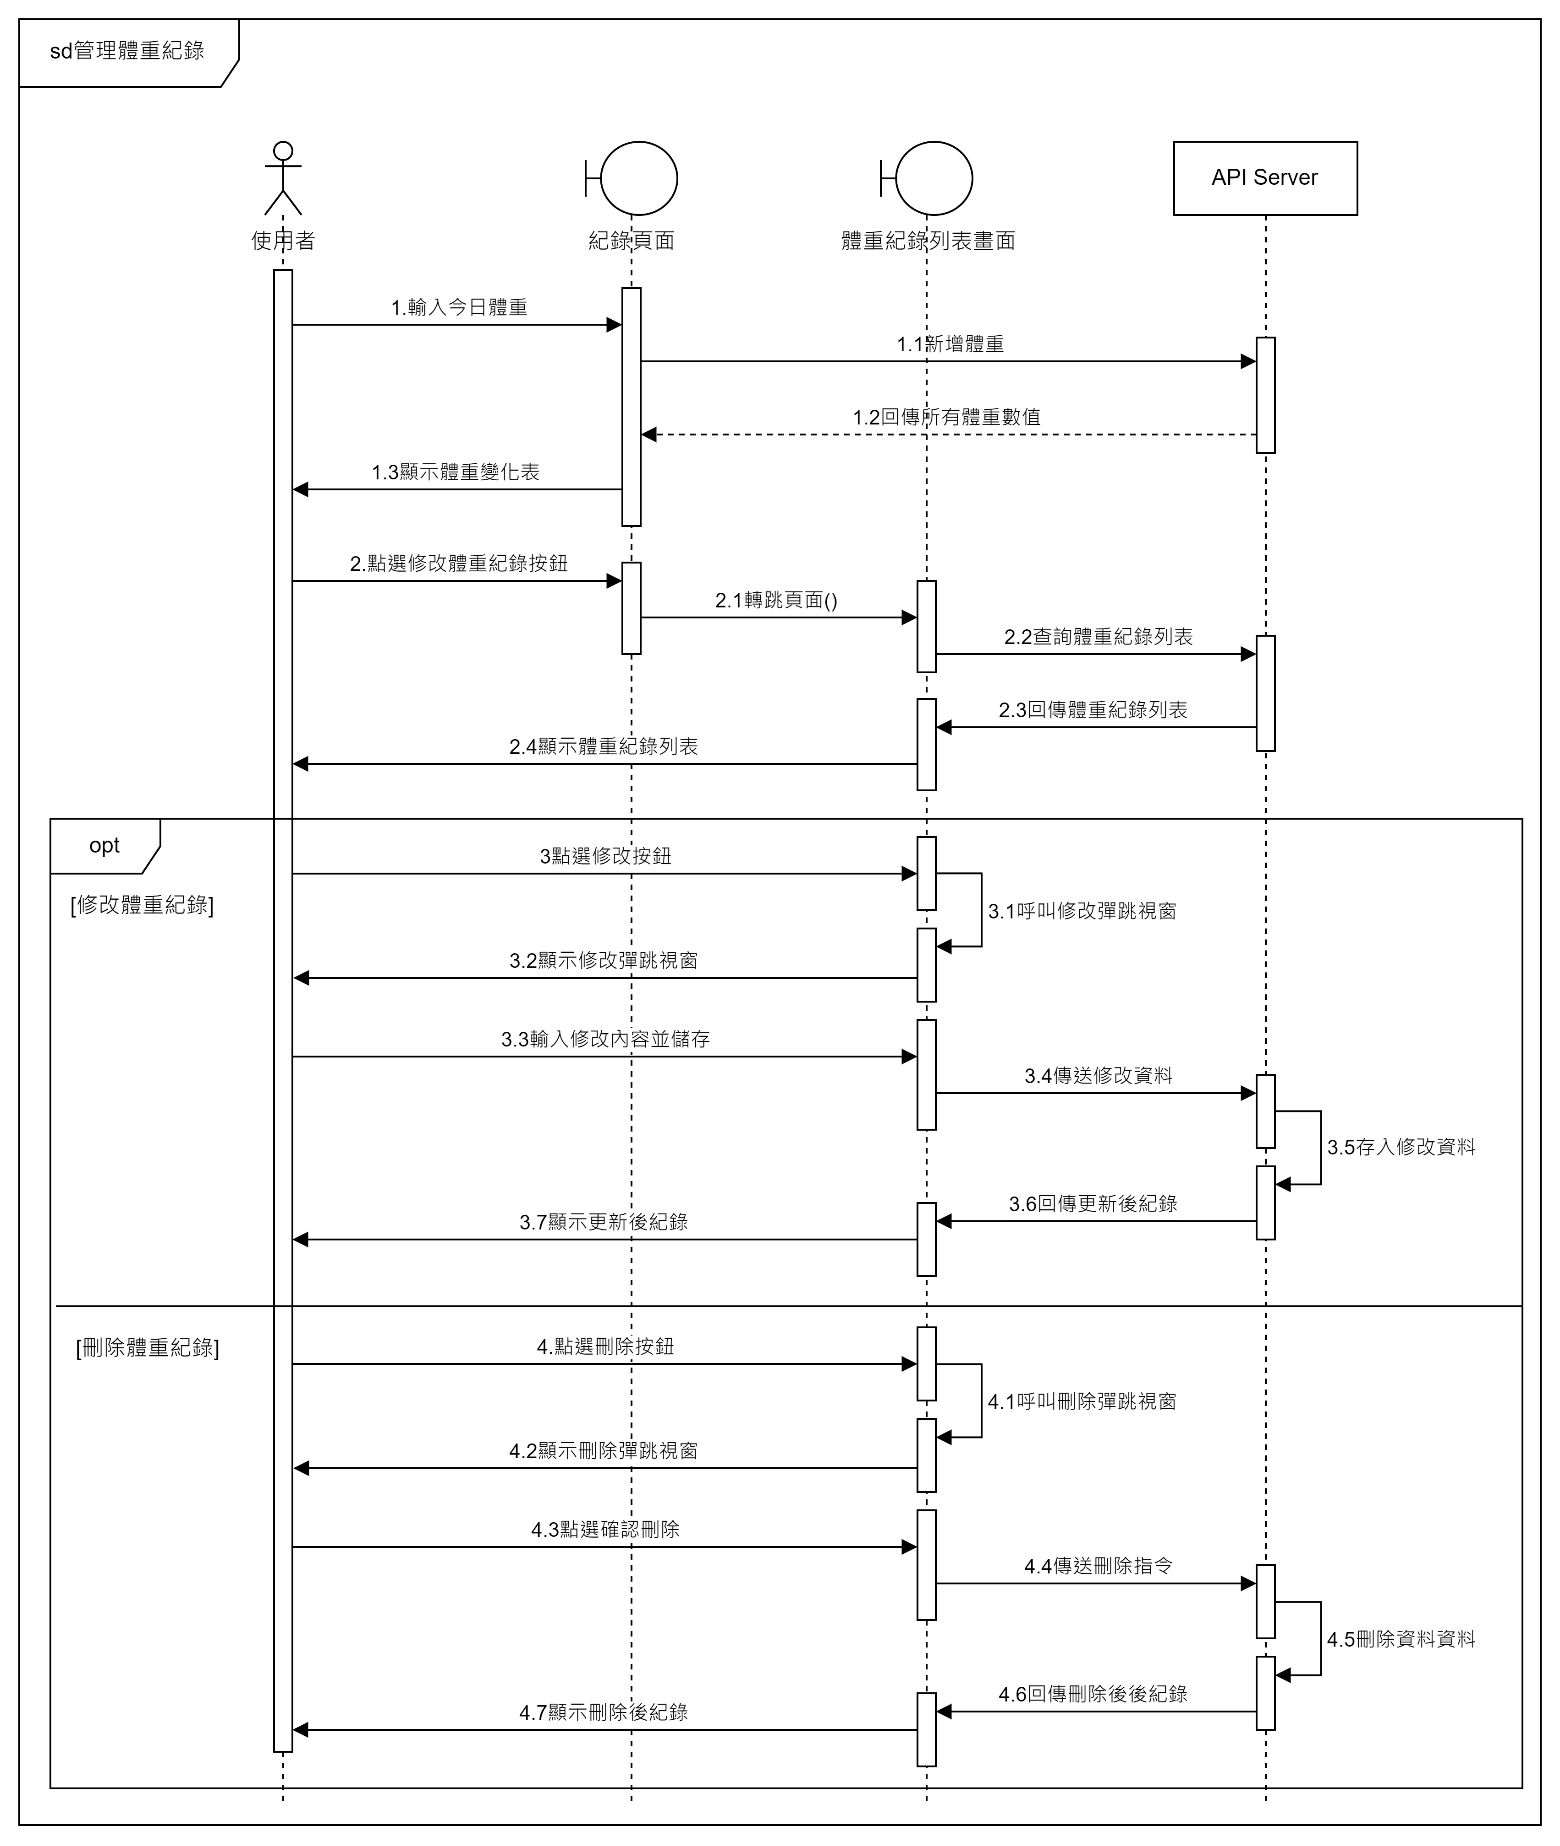 sd管理體重紀錄
API Server
使用者
紀錄頁面
體重紀錄列表畫面
1.輸入今日體重
1.1新增體重
1.2回傳所有體重數值
1.3顯示體重變化表
2.點選修改體重紀錄按鈕
2.1轉跳頁面()
2.2查詢體重紀錄列表
2.3回傳體重紀錄列表
2.4顯示體重紀錄列表
opt
3點選修改按鈕
[修改體重紀錄]
3.1呼叫修改彈跳視窗
3.2顯示修改彈跳視窗
3.3輸入修改內容並儲存
3.4傳送修改資料
3.5存入修改資料
3.6回傳更新後紀錄
3.7顯示更新後紀錄
[刪除體重紀錄]
4.點選刪除按鈕
4.1呼叫刪除彈跳視窗
4.2顯示刪除彈跳視窗
4.3點選確認刪除
4.4傳送刪除指令
4.5刪除資料資料
4.6回傳刪除後後紀錄
4.7顯示刪除後紀錄